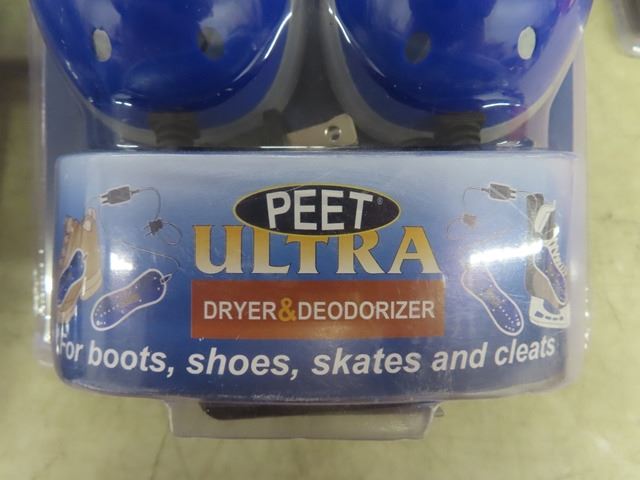 PEET®
ULTRA
DRYER&DEODORIZER
For boots, shoes, skates and cleats